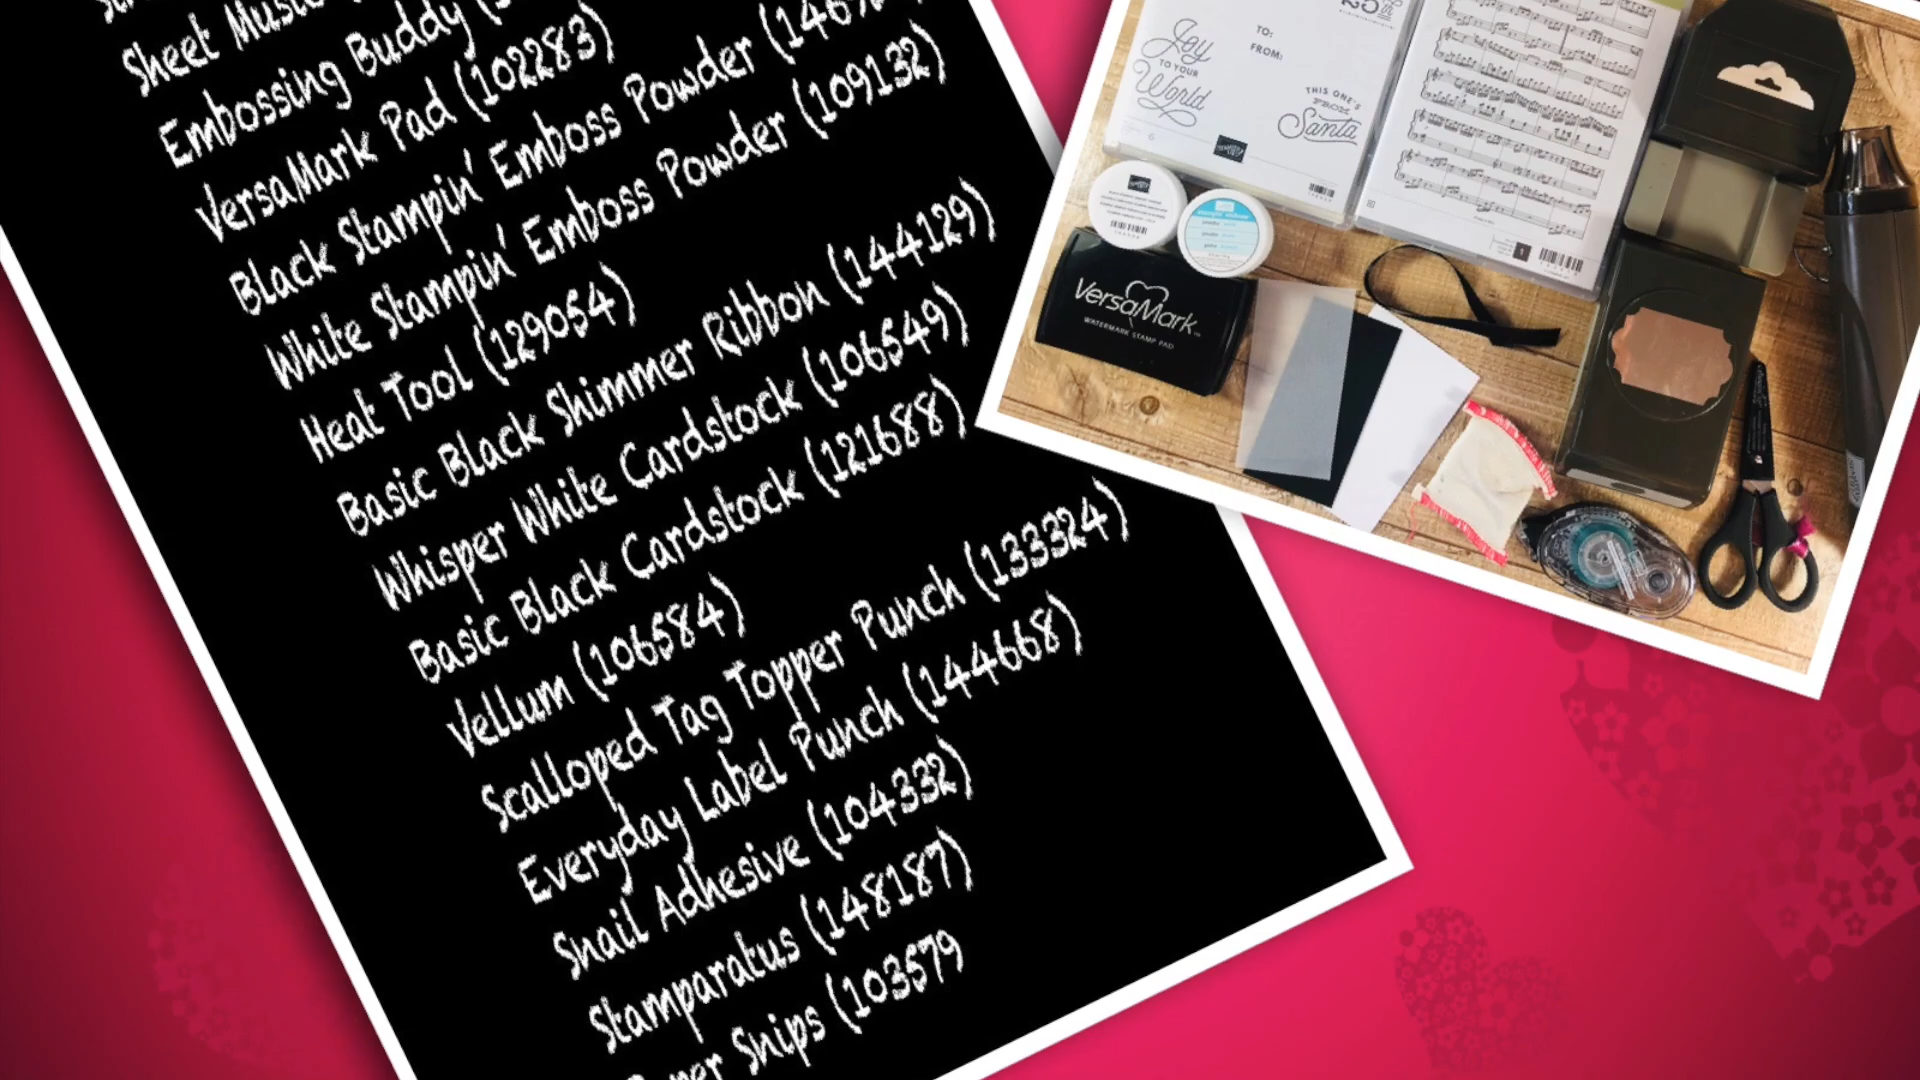 Sheet Music
Embossing Buddy
VersaMark Pad (102283)
Black Stampin' Emboss Powder
White Stampin' Emboss Powder (109132)
Heat Tool (129054)
Basic Black Shimmer Ribbon (144129)
Whisper White Cardstock (106549)
Basic Black Cardstock (121688)
Vellum (106584)
Scalloped Tag Topper Punch (133324)
Everyday Label Punch (144668)
Snail Adhesive (104332)
Stamparatus (148187)
Snips (103579
Joy
TO YOUR
World
TO:
FROM:
THIS ONE'S
FROM
Santa
VersaMark
WATERMARK STAMP PAD